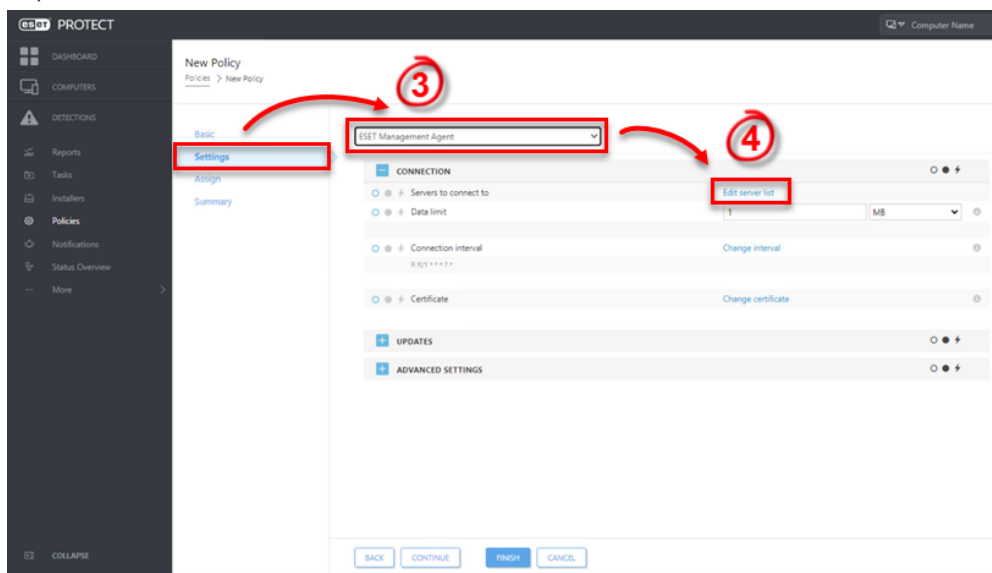 eset PROTECT
Computer Name
DASHBOARD
COMPUTERS
DETECTIONS
Reports
Tasks
Installers
Policies
Notifications
Status Overview
More
COLLAPSE
New Policy
Policies > New Policy
Basic
Settings
Assign
Summary
3
ESET Management Agent
4
CONNECTION
Servers to connect to
Edit server list
Data limit
1 MB
Connection interval
Change interval
Certificate
Change certificate
UPDATES
ADVANCED SETTINGS
BACK CONTINUE FINISH CANCEL